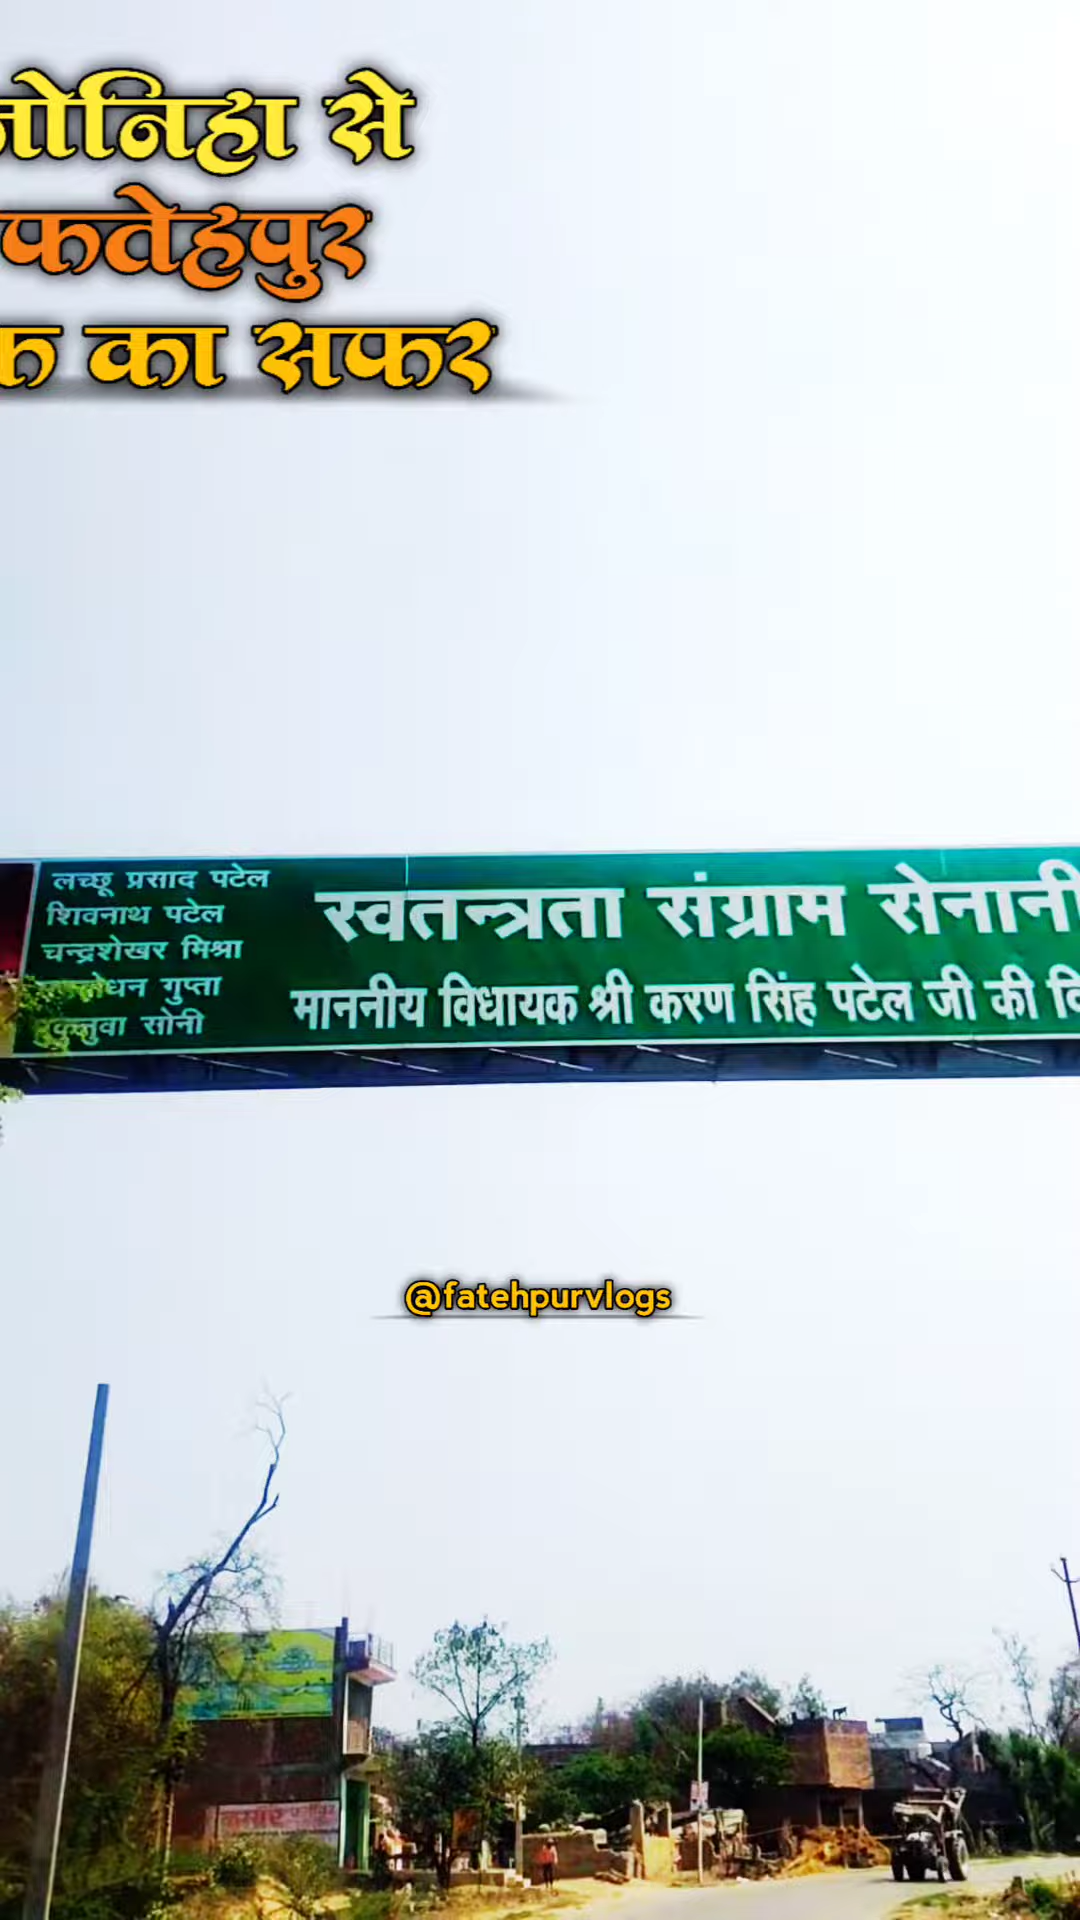 जोनिहा से
फतेहपुर
क का सफर
लच्छू प्रसाद पटेल
शिवनाथ पटेल
चन्द्रशेखर मिश्रा
गुप्ता
सोनी
स्वतन्त्रता संग्राम सेनानी
माननीय विधायक श्री करण सिंह पटेल जी की
@fatehpurvlogs